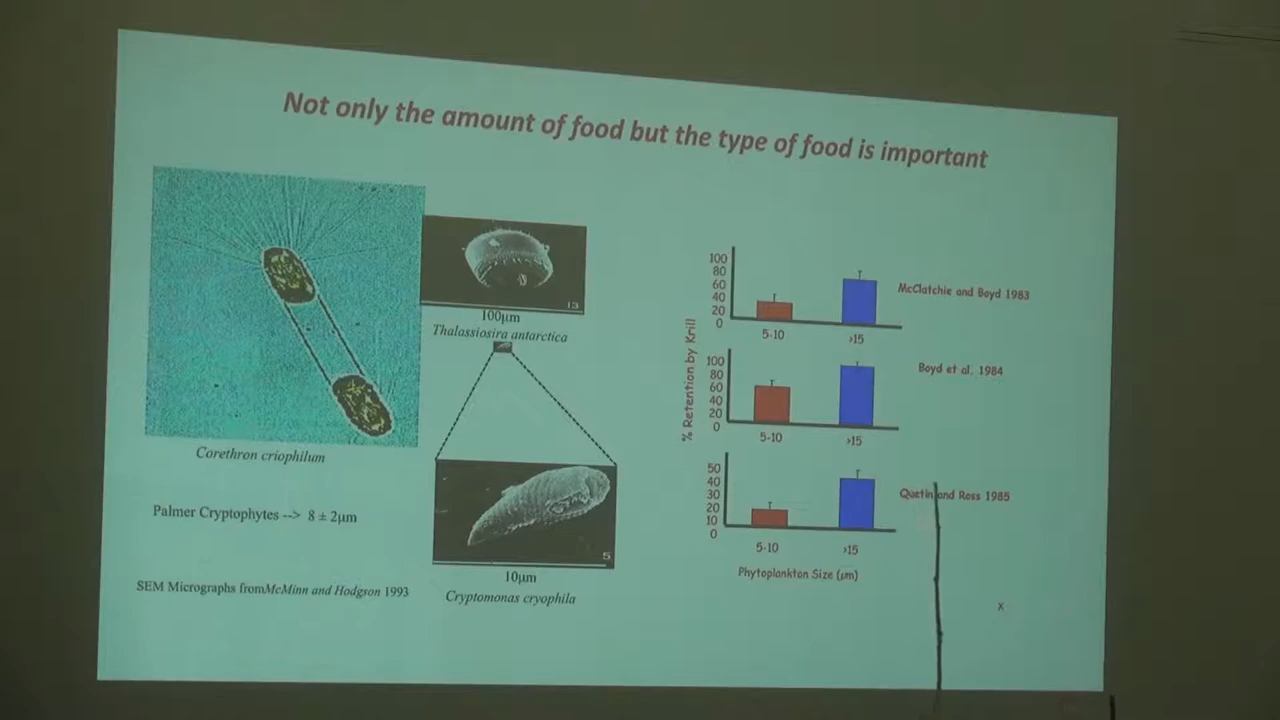 Not only the amount of food but the type of food is important
13
100µm
Thalassiosira antarctica
Corethron criophilum
Palmer Cryptophytes --> 8 ± 2µm
SEM Micrographs fromMcMinn and Hodgson 1993
5
10µm
Cryptomonas cryophila
% Retention by Krill
100
80
60
40
20
0
5-10
>15
McClatchie and Boyd 1983
100
80
60
40
20
0
5-10
>15
Boyd et al. 1984
50
40
30
20
10
0
5-10
>15
Quetin and Ross 1985
Phytoplankton Size (µm)
x